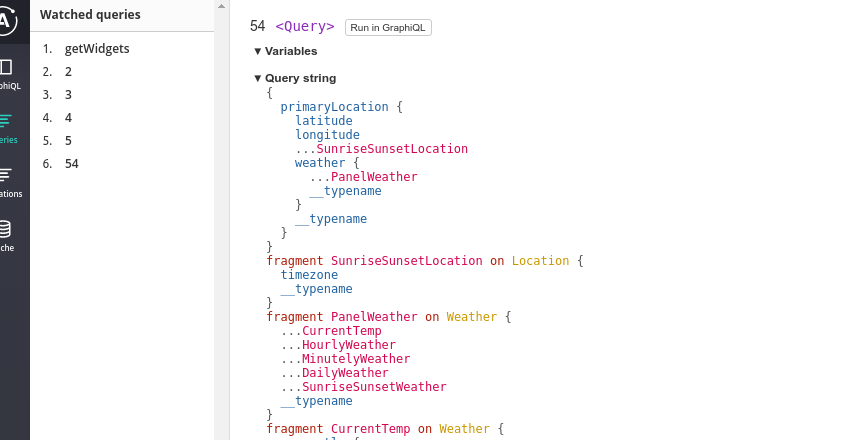 Watched queries
1. getWidgets
2. 2
3. 3
4. 4
5. 5
6. 54
phiQL
eries
ations
che
54 <Query> Run in GraphiQL
▼ Variables
▼ Query string
{
primaryLocation {
latitude
longitude
...SunriseSunsetLocation
weather {
...PanelWeather
__typename
}
__typename
}
}
fragment SunriseSunsetLocation on Location {
timezone
__typename
}
fragment PanelWeather on Weather {
...CurrentTemp
...HourlyWeather
...MinutelyWeather
...DailyWeather
...SunriseSunsetWeather
__typename
}
fragment CurrentTemp on Weather {